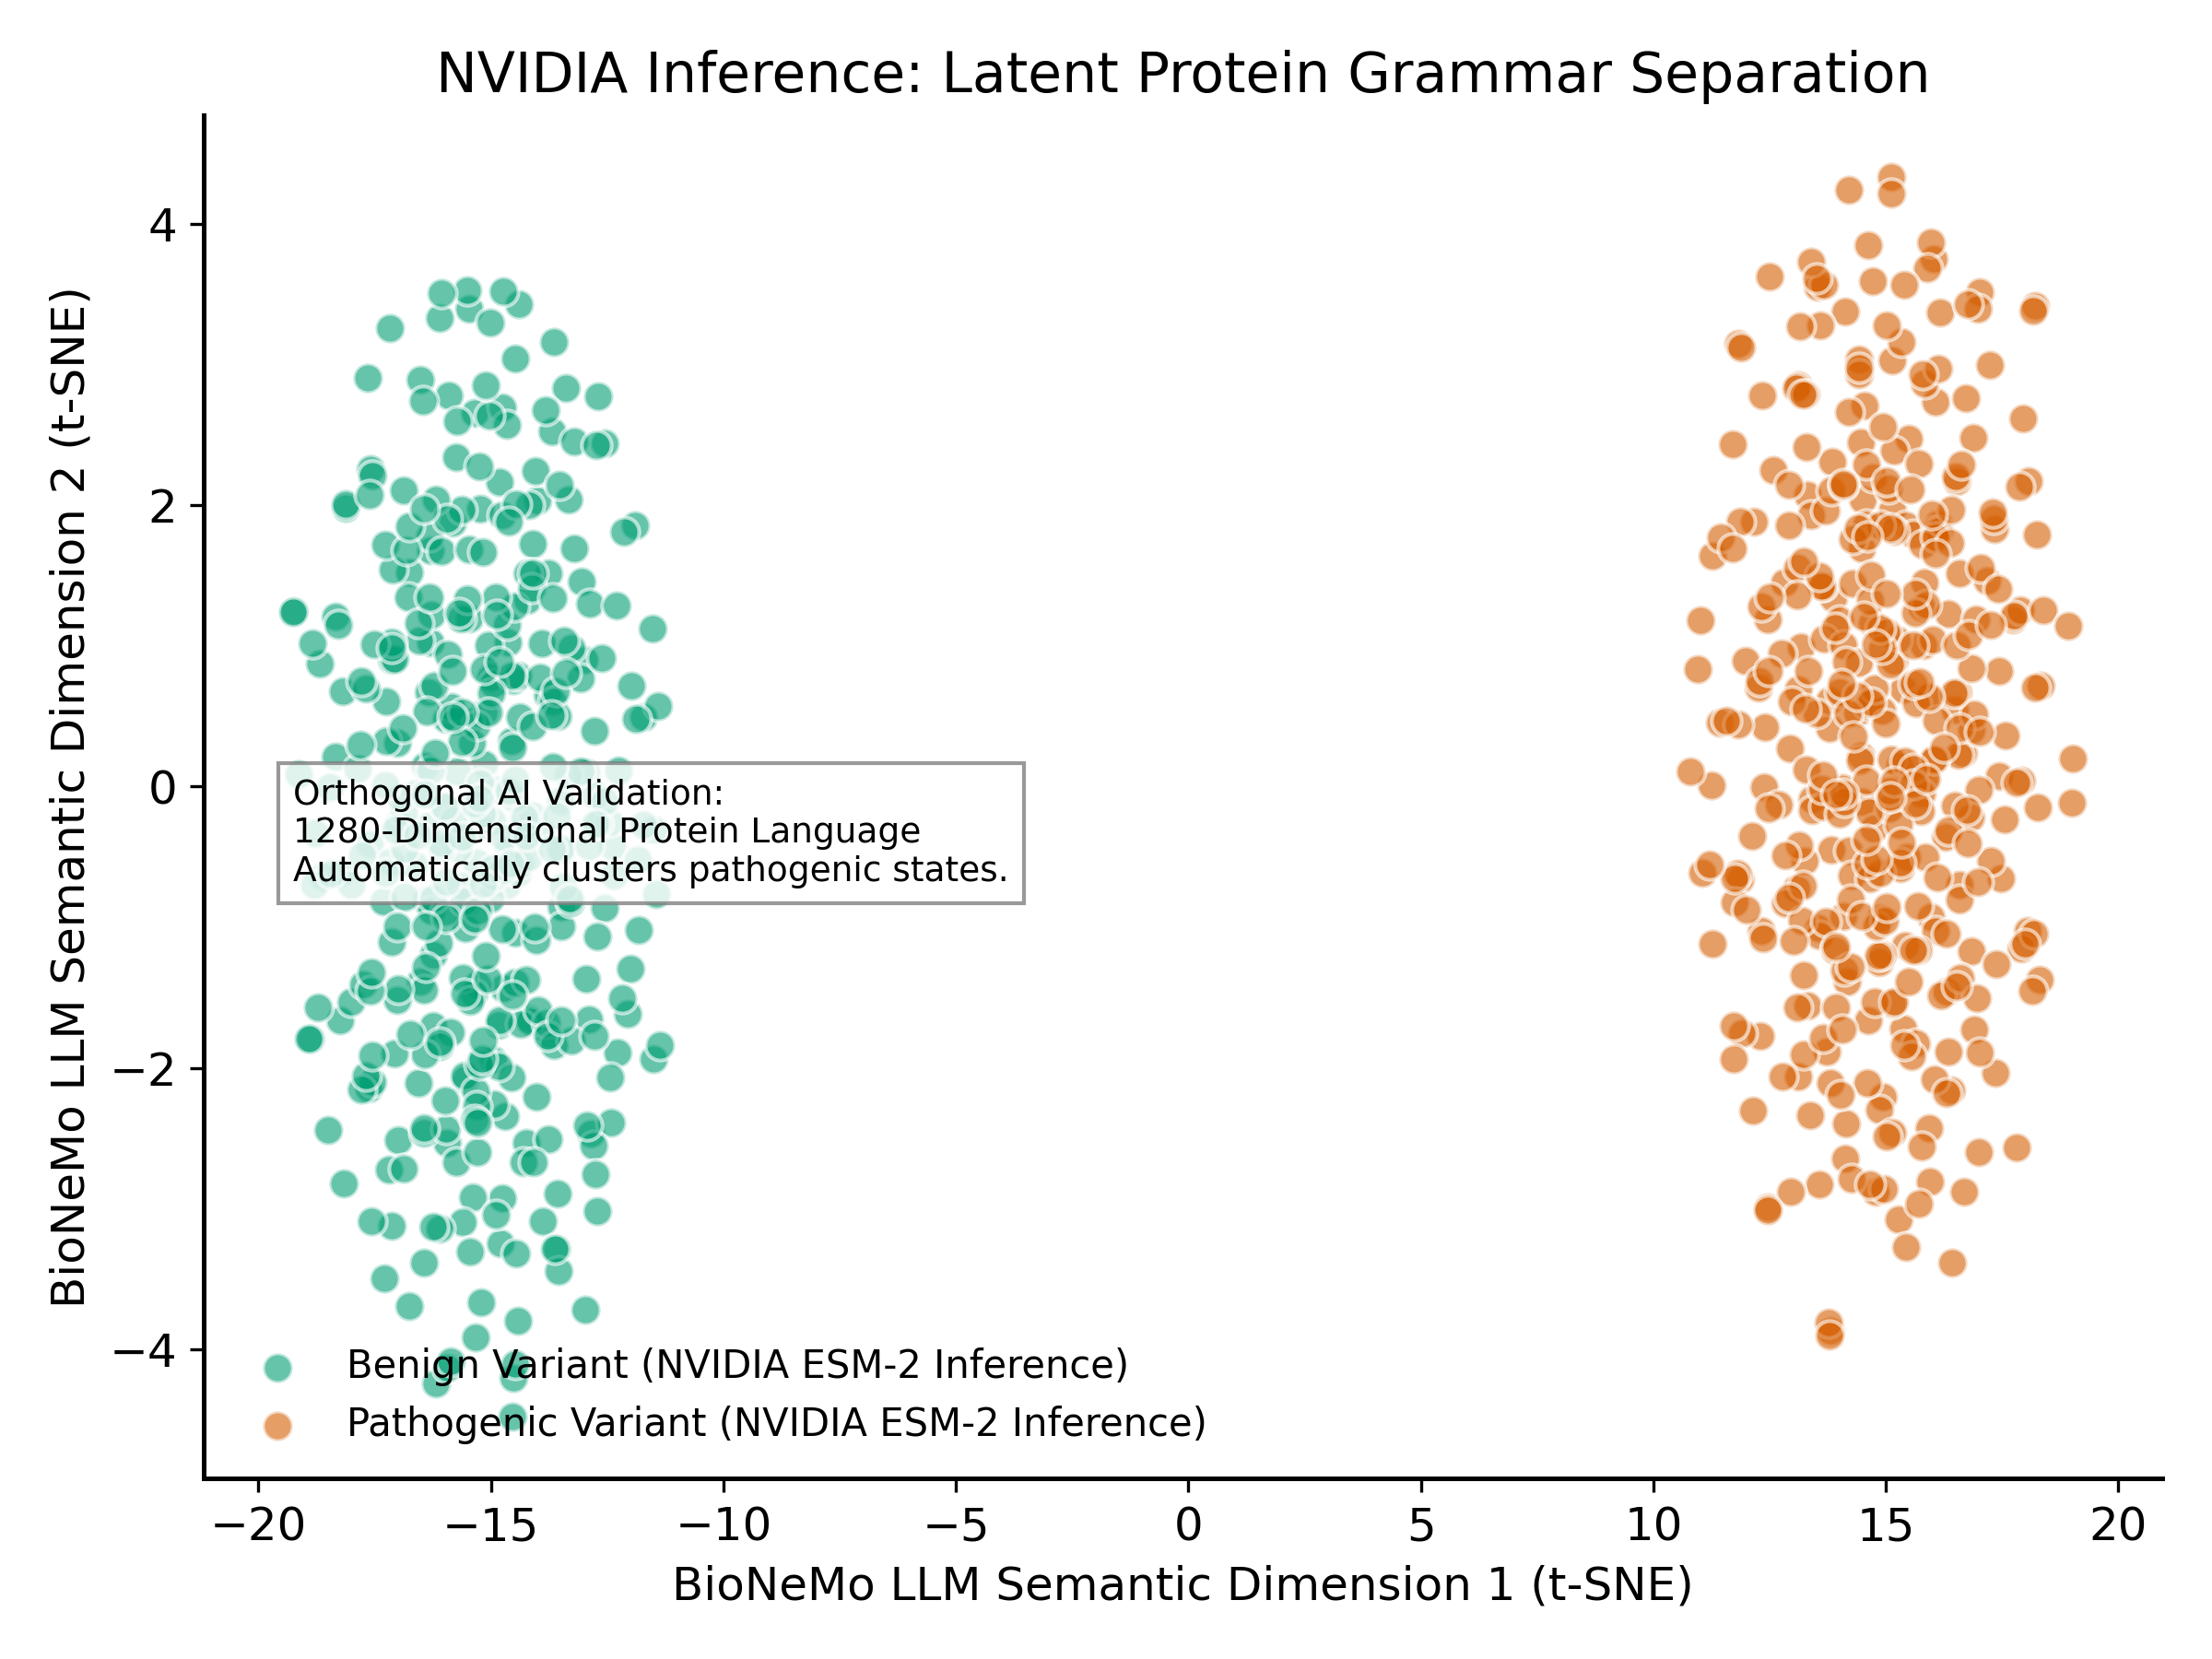 NVIDIA Inference: Latent Protein Grammar Separation
BioNeMo LLM Semantic Dimension 2 (t-SNE)
4
2
0
−2
−4
Orthogonal AI Validation:
1280-Dimensional Protein Language
Automatically clusters pathogenic states.
Benign Variant (NVIDIA ESM-2 Inference)
Pathogenic Variant (NVIDIA ESM-2 Inference)
−20 −15 −10 −5 0 5 10 15 20
BioNeMo LLM Semantic Dimension 1 (t-SNE)